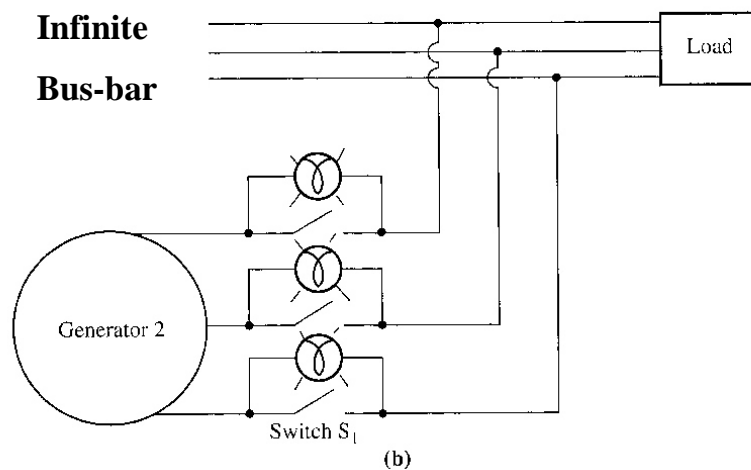 Infinite
Load
Bus-bar
Generator 2
Switch S₁
(b)